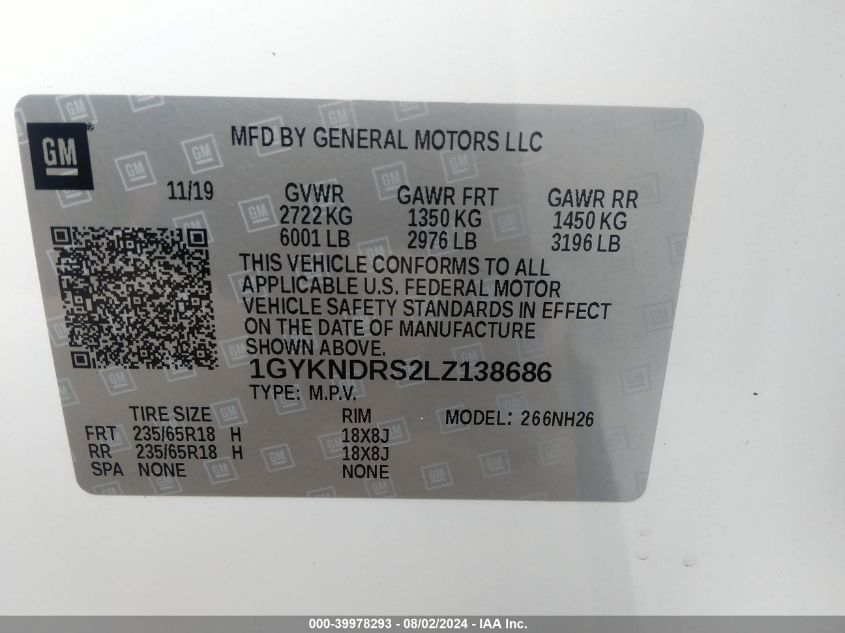 GM
MFD BY GENERAL MOTORS LLC
11/19 GVWR GAWR FRT GAWR RR
2722 KG 1350 KG 1450 KG
6001 LB 2976 LB 3196 LB
THIS VEHICLE CONFORMS TO ALL
APPLICABLE U.S. FEDERAL MOTOR
VEHICLE SAFETY STANDARDS IN EFFECT
ON THE DATE OF MANUFACTURE
SHOWN ABOVE.
1GYKNDRS2LZ138686
TYPE: M.P.V.
TIRE SIZE RIM MODEL: 266NH26
FRT 235/65R18 H 18X8J
RR 235/65R18 H 18X8J
SPA NONE NONE
000-39978293 - 08/02/2024 - IAA Inc.